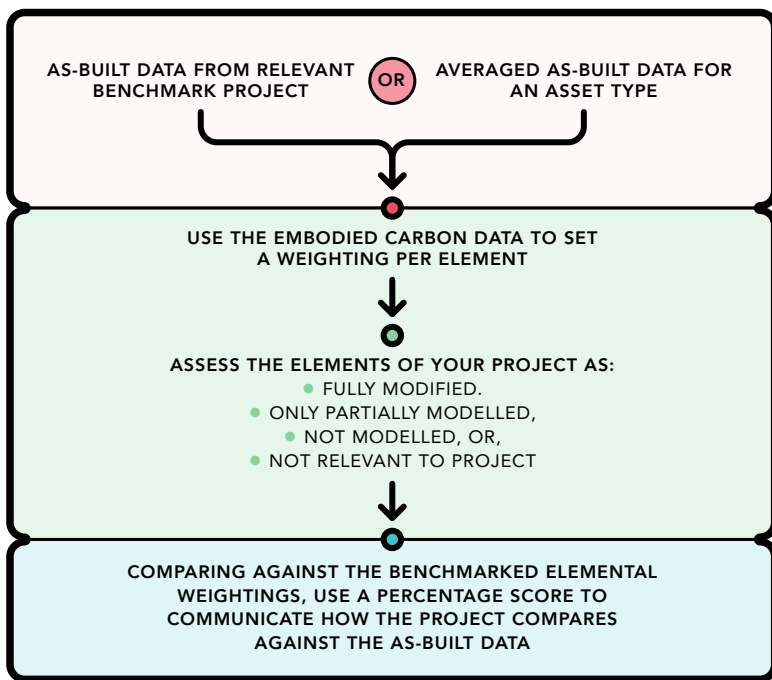 AS-BUILT DATA FROM RELEVANT
BENCHMARK PROJECT
OR
AVERAGED AS-BUILT DATA FOR
AN ASSET TYPE
USE THE EMBODIED CARBON DATA TO SET
A WEIGHTING PER ELEMENT
ASSESS THE ELEMENTS OF YOUR PROJECT AS:
• FULLY MODIFIED.
• ONLY PARTIALLY MODELLED,
• NOT MODELLED, OR,
• NOT RELEVANT TO PROJECT
COMPARING AGAINST THE BENCHMARKED ELEMENTAL
WEIGHTINGS, USE A PERCENTAGE SCORE TO
COMMUNICATE HOW THE PROJECT COMPARES
AGAINST THE AS-BUILT DATA